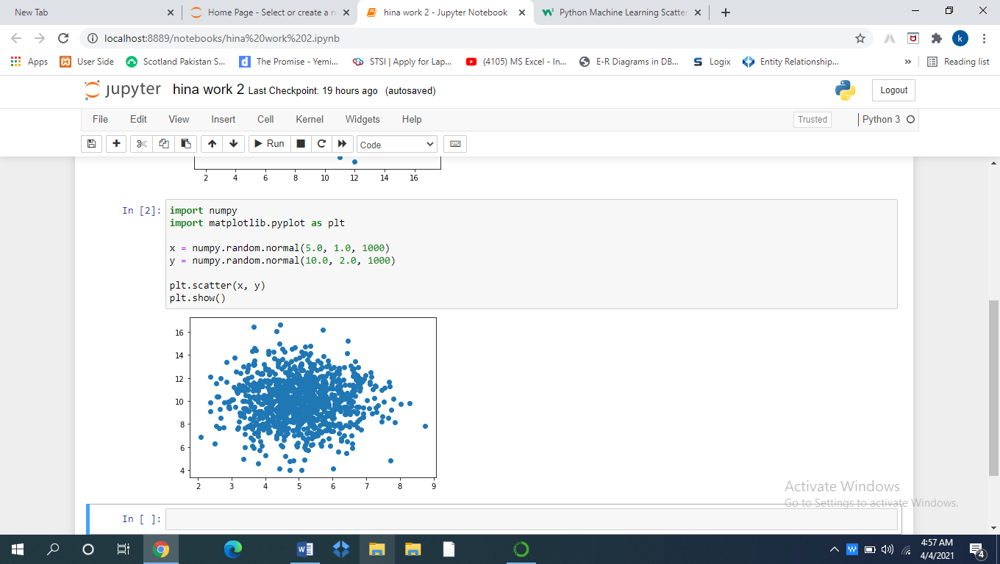 New Tab
Home Page - Select or create a n
hina work 2 - Jupyter Notebook
Python Machine Learning Scatter
localhost:8889/notebooks/hina%20work%202.ipynb
k
Apps
User Side
Scotland Pakistan S...
The Promise - Yemi...
STSI | Apply for Lap...
(4105) MS Excel - In...
E-R Diagrams in DB...
Logix
Entity Relationship...
»
Reading list
jupyter hina work 2 Last Checkpoint: 19 hours ago (autosaved)
Logout
File Edit View Insert Cell Kernel Widgets Help
Trusted
Python 3
Run
Code
2 4 6 8 10 12 14 16
In [2]:
import numpy
import matplotlib.pyplot as plt
x = numpy.random.normal(5.0, 1.0, 1000)
y = numpy.random.normal(10.0, 2.0, 1000)
plt.scatter(x, y)
plt.show()
16
14
12
10
8
6
4
2 3 4 5 6 7 8 9
Activate Windows
Go to Settings to activate Windows.
In [ ]:
4:57 AM
4/4/2021
4